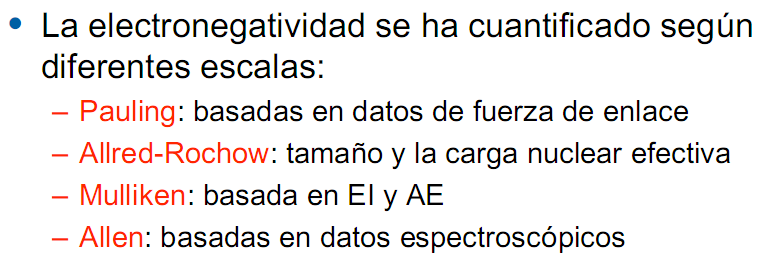 • La electronegatividad se ha cuantificado según
diferentes escalas:
– Pauling: basadas en datos de fuerza de enlace
– Allred-Rochow: tamaño y la carga nuclear efectiva
– Mulliken: basada en EI y AE
– Allen: basadas en datos espectroscópicos